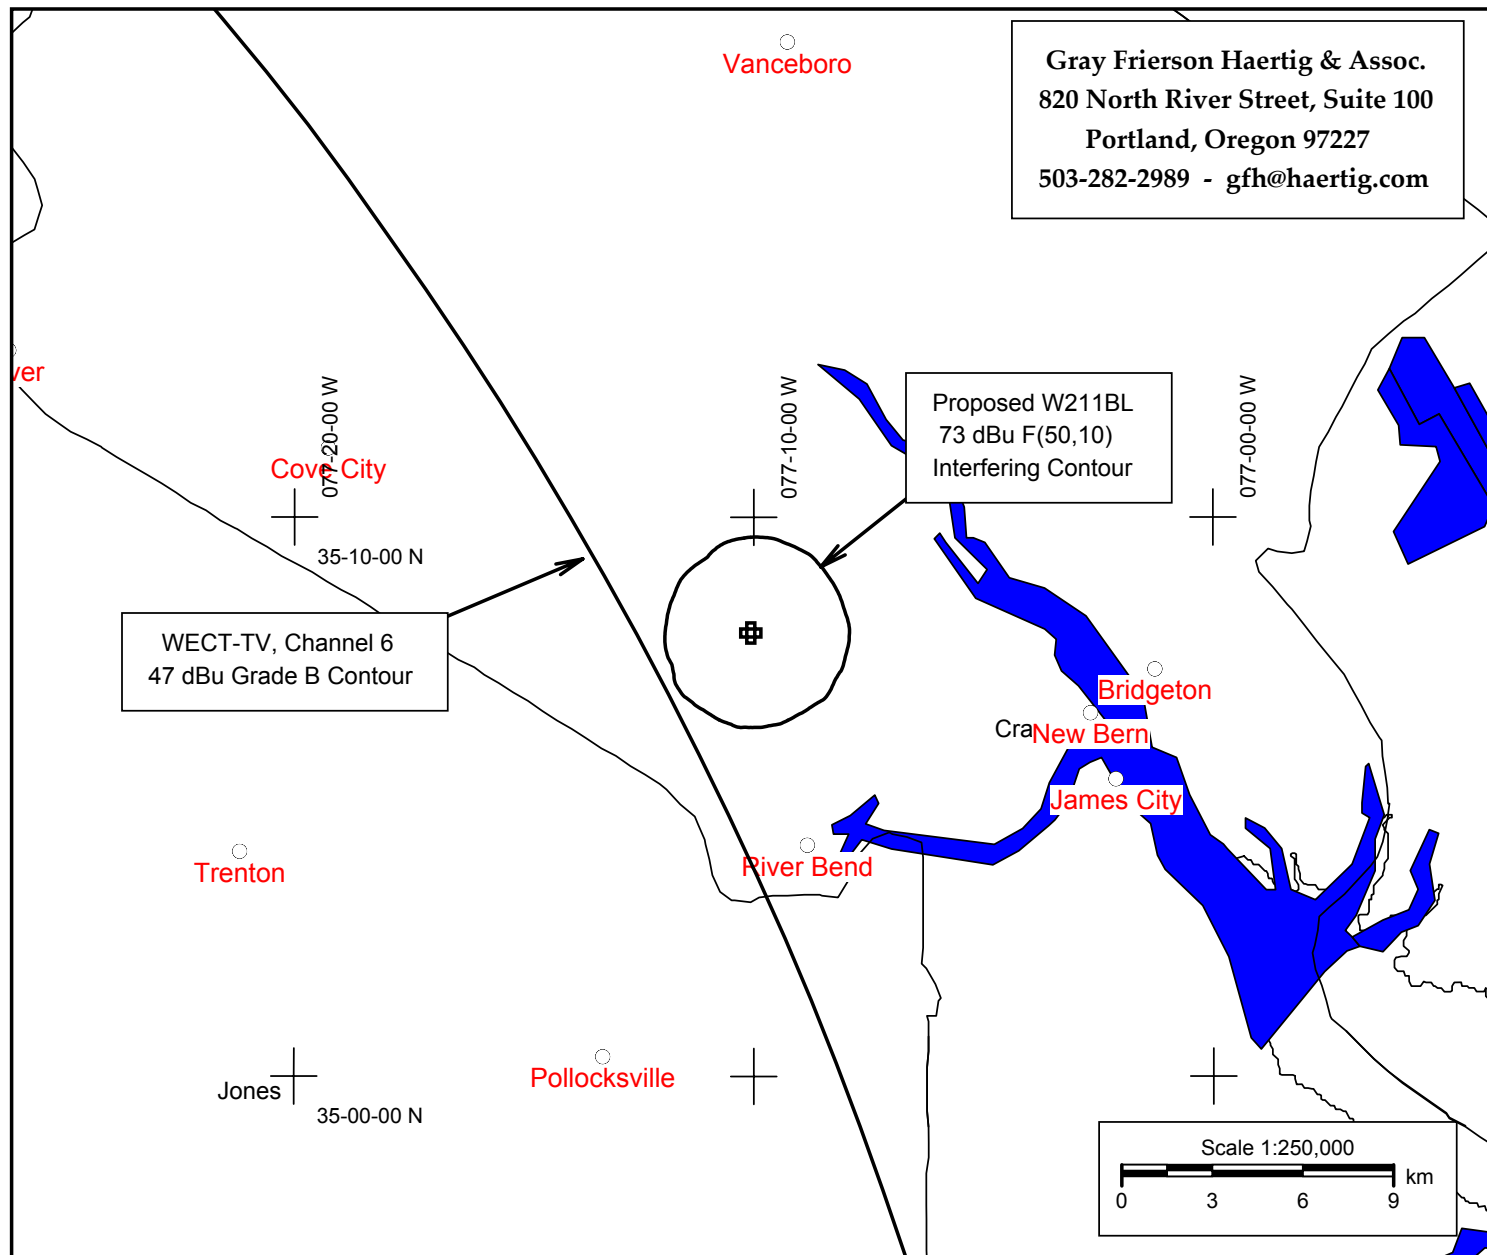 Vanceboro
Gray Frierson Haertig & Assoc.
820 North River Street, Suite 100
Portland, Oregon 97227
503-282-2989 - gfh@haertig.com
ver
077-20-00 W
077-10-00 W
077-00-00 W
Proposed W211BL
73 dBu F(50,10)
Interfering Contour
Cove City
35-10-00 N
WECT-TV, Channel 6
47 dBu Grade B Contour
Bridgeton
Cra
New Bern
James City
River Bend
Trenton
Pollocksville
Jones
35-00-00 N
Scale 1:250,000
km
0 3 6 9